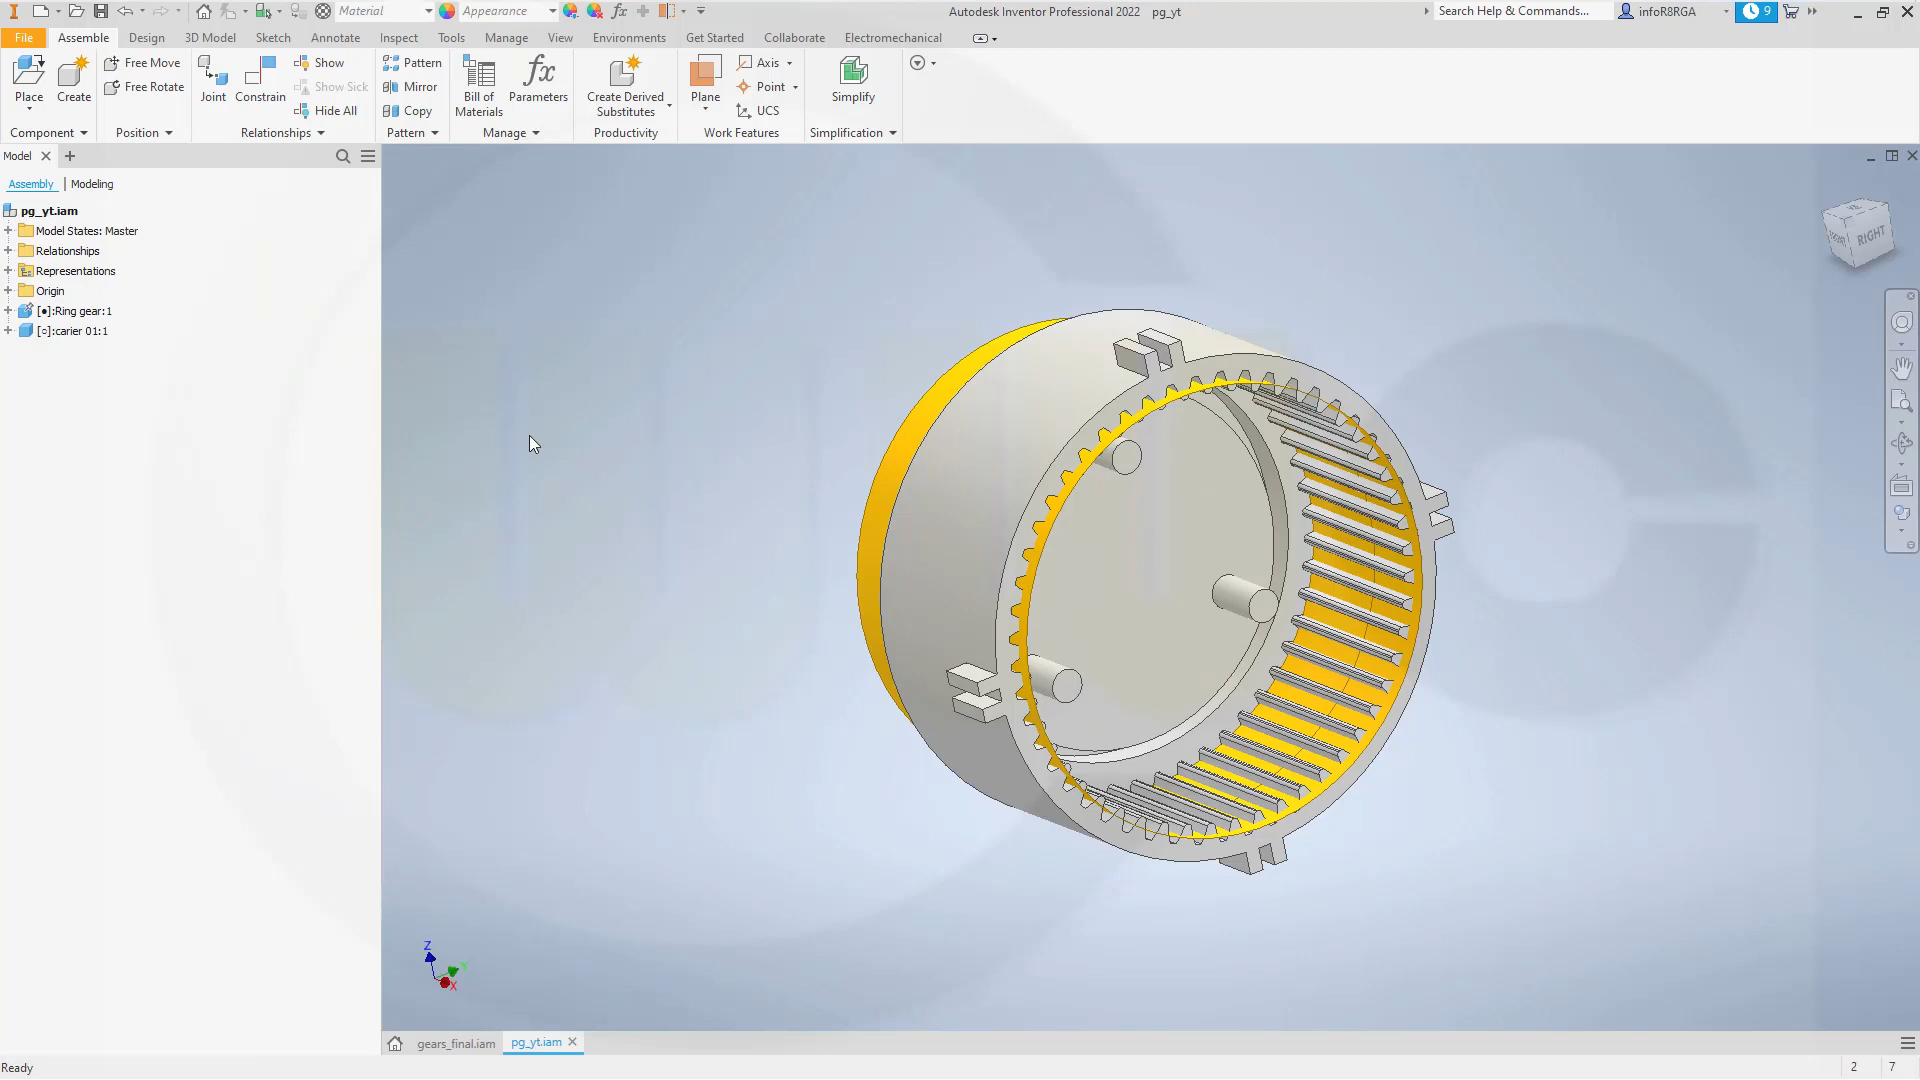 Material
Appearance
Autodesk Inventor Professional 2022 pg_yt
Search Help & Commands...
infoR8RGA
9
File
Assemble
Design
3D Model
Sketch
Annotate
Inspect
Tools
Manage
View
Environments
Get Started
Collaborate
Electromechanical
Place
Create
Free Move
Free Rotate
Joint
Constrain
Show
Show Sick
Hide All
Pattern
Mirror
Copy
Bill of Materials
fx
Parameters
Create Derived Substitutes
Plane
Axis
Point
UCS
Simplify
Component
Position
Relationships
Pattern
Manage
Productivity
Work Features
Simplification
Model
Assembly | Modeling
pg_yt.iam
Model States: Master
Relationships
Representations
Origin
[●]:Ring gear:1
[○]:carier 01:1
FRONT
RIGHT
Z
Y
X
gears_final.iam
pg_yt.iam
Ready
2
7